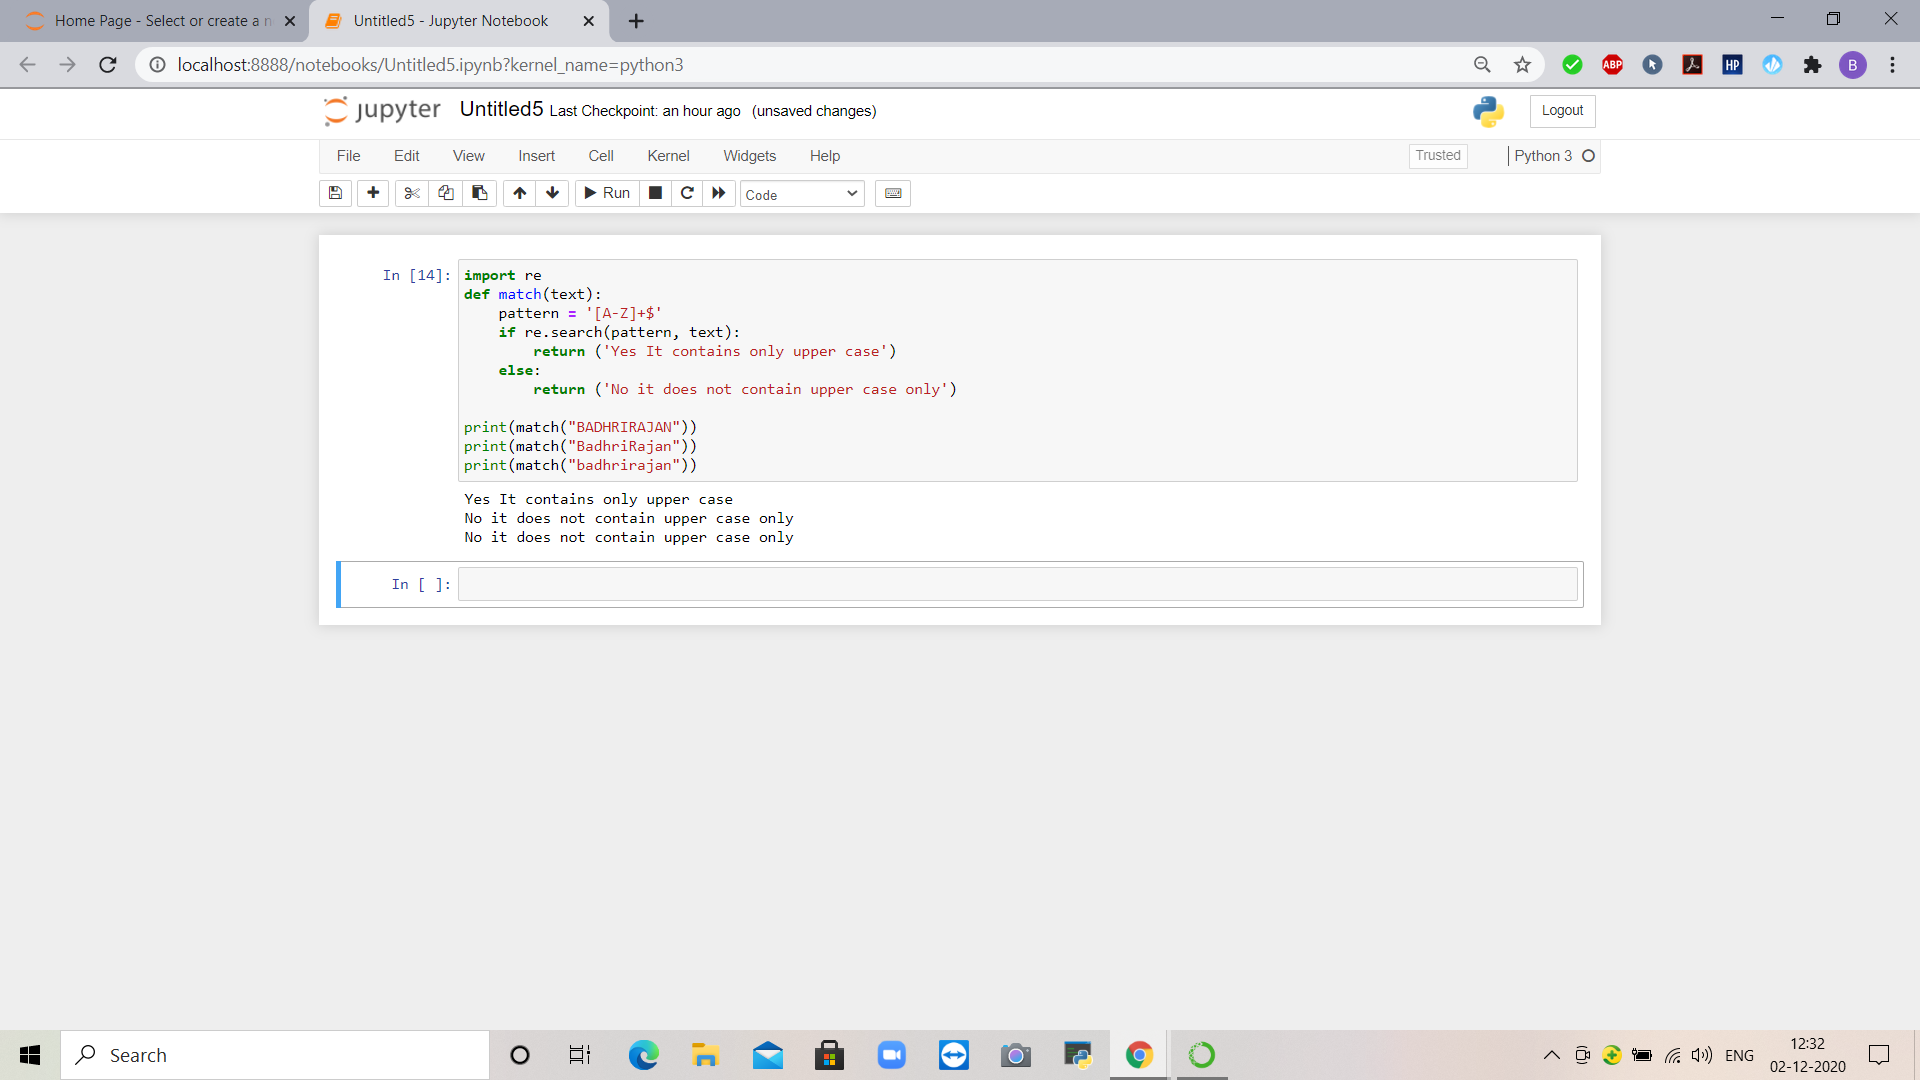 Home Page - Select or create a n
Untitled5 - Jupyter Notebook
localhost:8888/notebooks/Untitled5.ipynb?kernel_name=python3
ABP
HP
B
jupyter Untitled5 Last Checkpoint: an hour ago (unsaved changes)
Logout
File Edit View Insert Cell Kernel Widgets Help
Trusted
Python 3
Run
Code
In [14]:
import re
def match(text):
    pattern = '[A-Z]+$'
    if re.search(pattern, text):
        return ('Yes It contains only upper case')
    else:
        return ('No it does not contain upper case only')
print(match("BADHRIRAJAN"))
print(match("BadhriRajan"))
print(match("badhrirajan"))
Yes It contains only upper case
No it does not contain upper case only
No it does not contain upper case only
In [ ]:
Search
ENG
12:32
02-12-2020